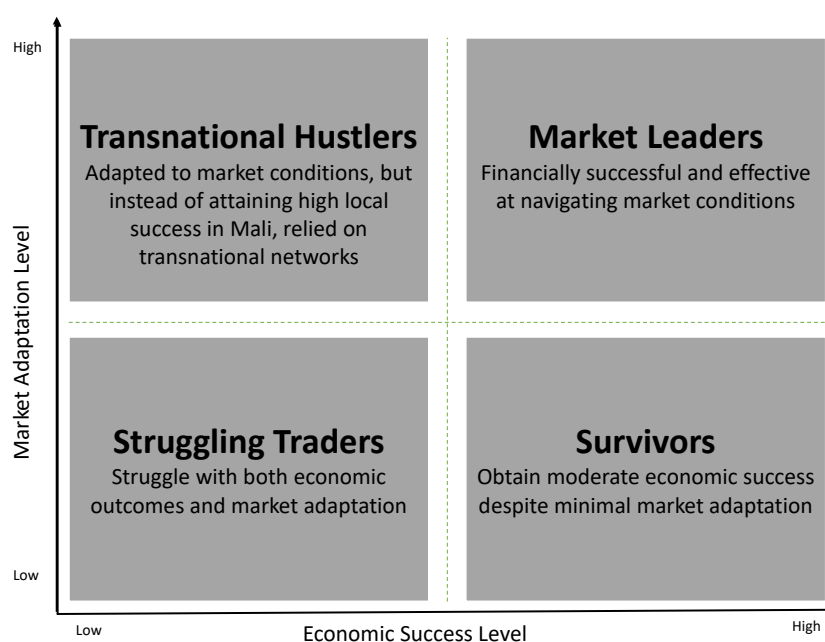 High
Transnational Hustlers
Adapted to market conditions, but
instead of attaining high local
success in Mali, relied on
transnational networks
Market Leaders
Financially successful and effective
at navigating market conditions
Market Adaptation Level
Struggling Traders
Struggle with both economic
outcomes and market adaptation
Survivors
Obtain moderate economic success
despite minimal market adaptation
Low
Low
Economic Success Level
High